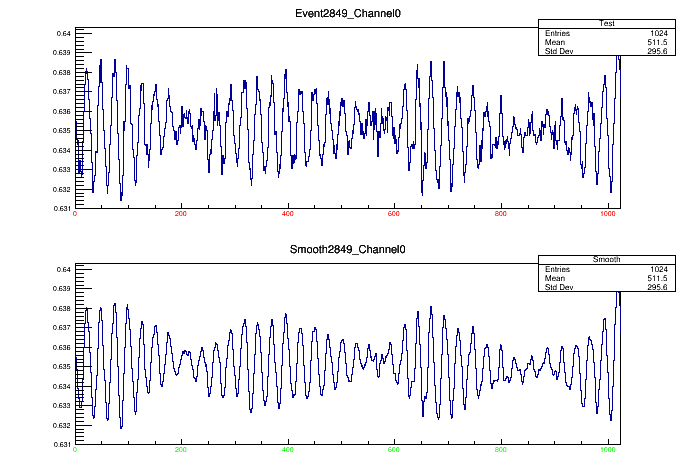 Event2849_Channel0
Test
Entries 1024
Mean 511.5
Std Dev 295.6
0.64
0.639
0.638
0.637
0.636
0.635
0.634
0.633
0.632
0.631
0 200 400 600 800 1000
Smooth2849_Channel0
Smooth
Entries 1024
Mean 511.5
Std Dev 295.6
0.64
0.639
0.638
0.637
0.636
0.635
0.634
0.633
0.632
0.631
0 200 400 600 800 1000